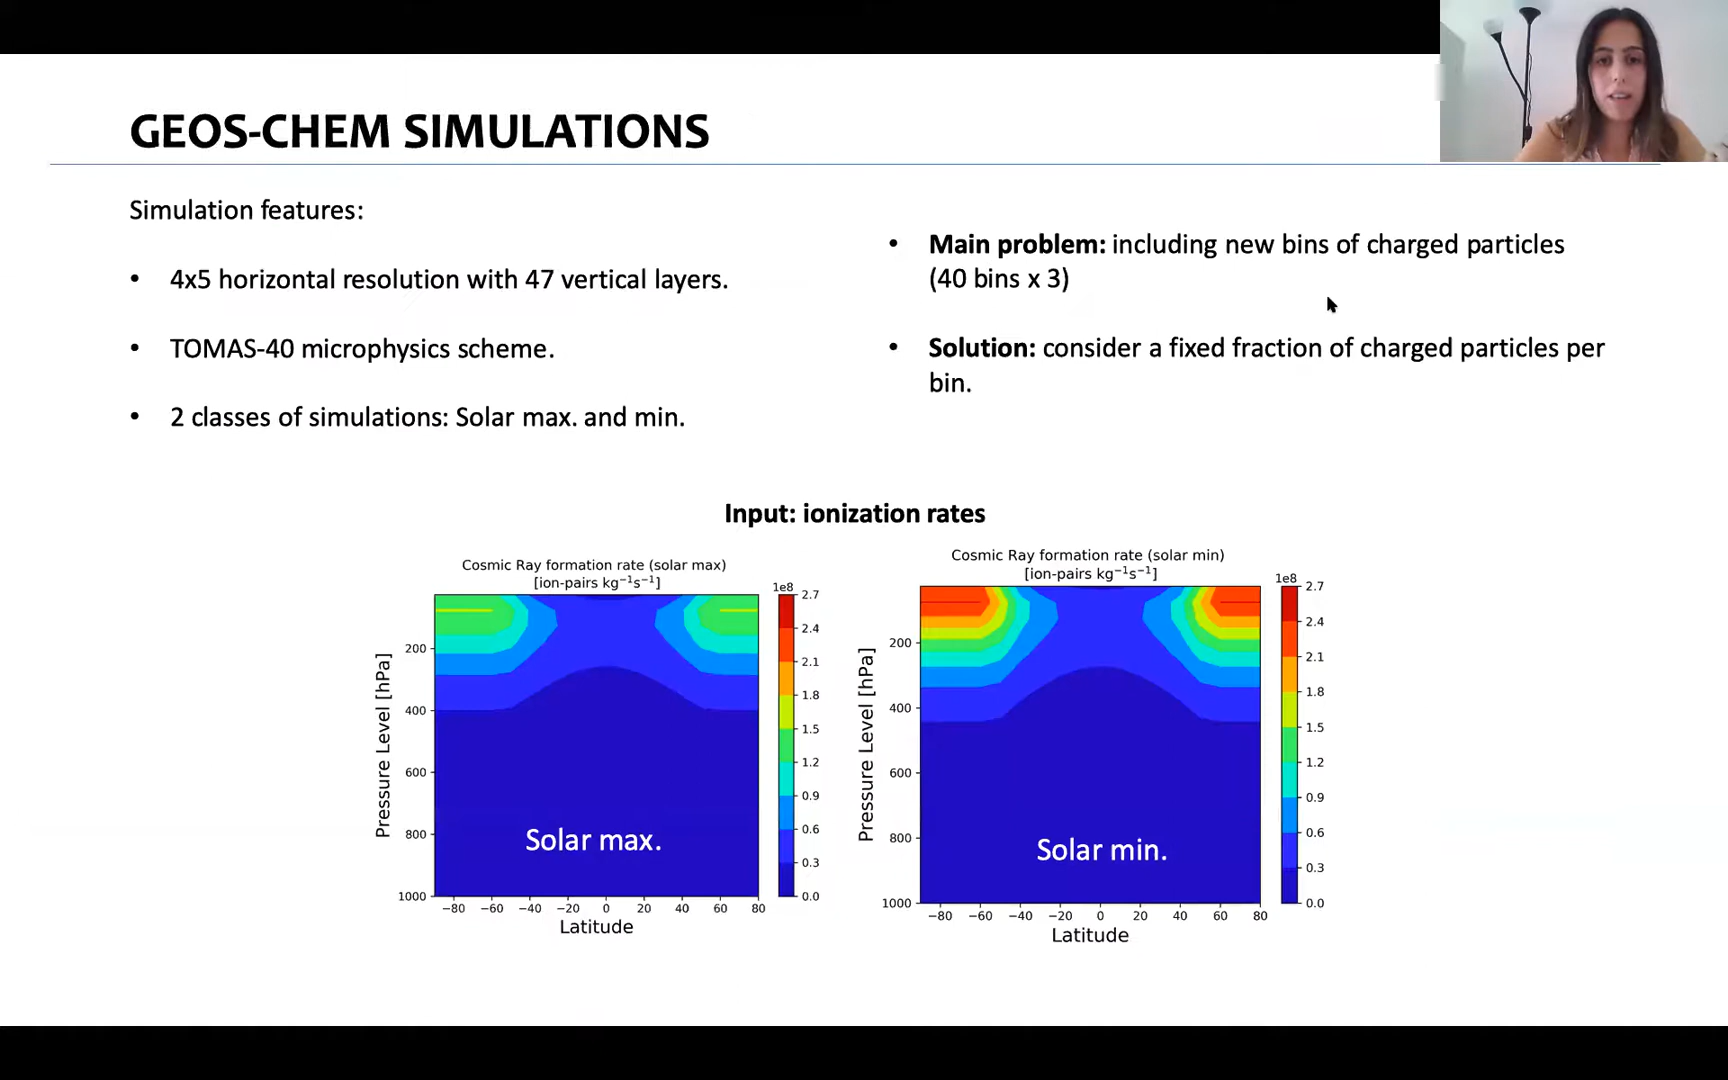 GEOS-CHEM SIMULATIONS
Simulation features:
• 4x5 horizontal resolution with 47 vertical layers.
• TOMAS-40 microphysics scheme.
• 2 classes of simulations: Solar max. and min.
• Main problem: including new bins of charged particles
(40 bins x 3)
• Solution: consider a fixed fraction of charged particles per
bin.
Input: ionization rates
Cosmic Ray formation rate (solar max)
[ion-pairs kg⁻¹s⁻¹]
1e8
2.7
2.4
2.1
1.8
1.5
1.2
0.9
0.6
0.3
0.0
Pressure Level [hPa]
200
400
600
800
1000
Solar max.
−80 −60 −40 −20 0 20 40 60 80
Latitude
Cosmic Ray formation rate (solar min)
[ion-pairs kg⁻¹s⁻¹]
1e8
2.7
2.4
2.1
1.8
1.5
1.2
0.9
0.6
0.3
0.0
Pressure Level [hPa]
200
400
600
800
1000
Solar min.
−80 −60 −40 −20 0 20 40 60 80
Latitude